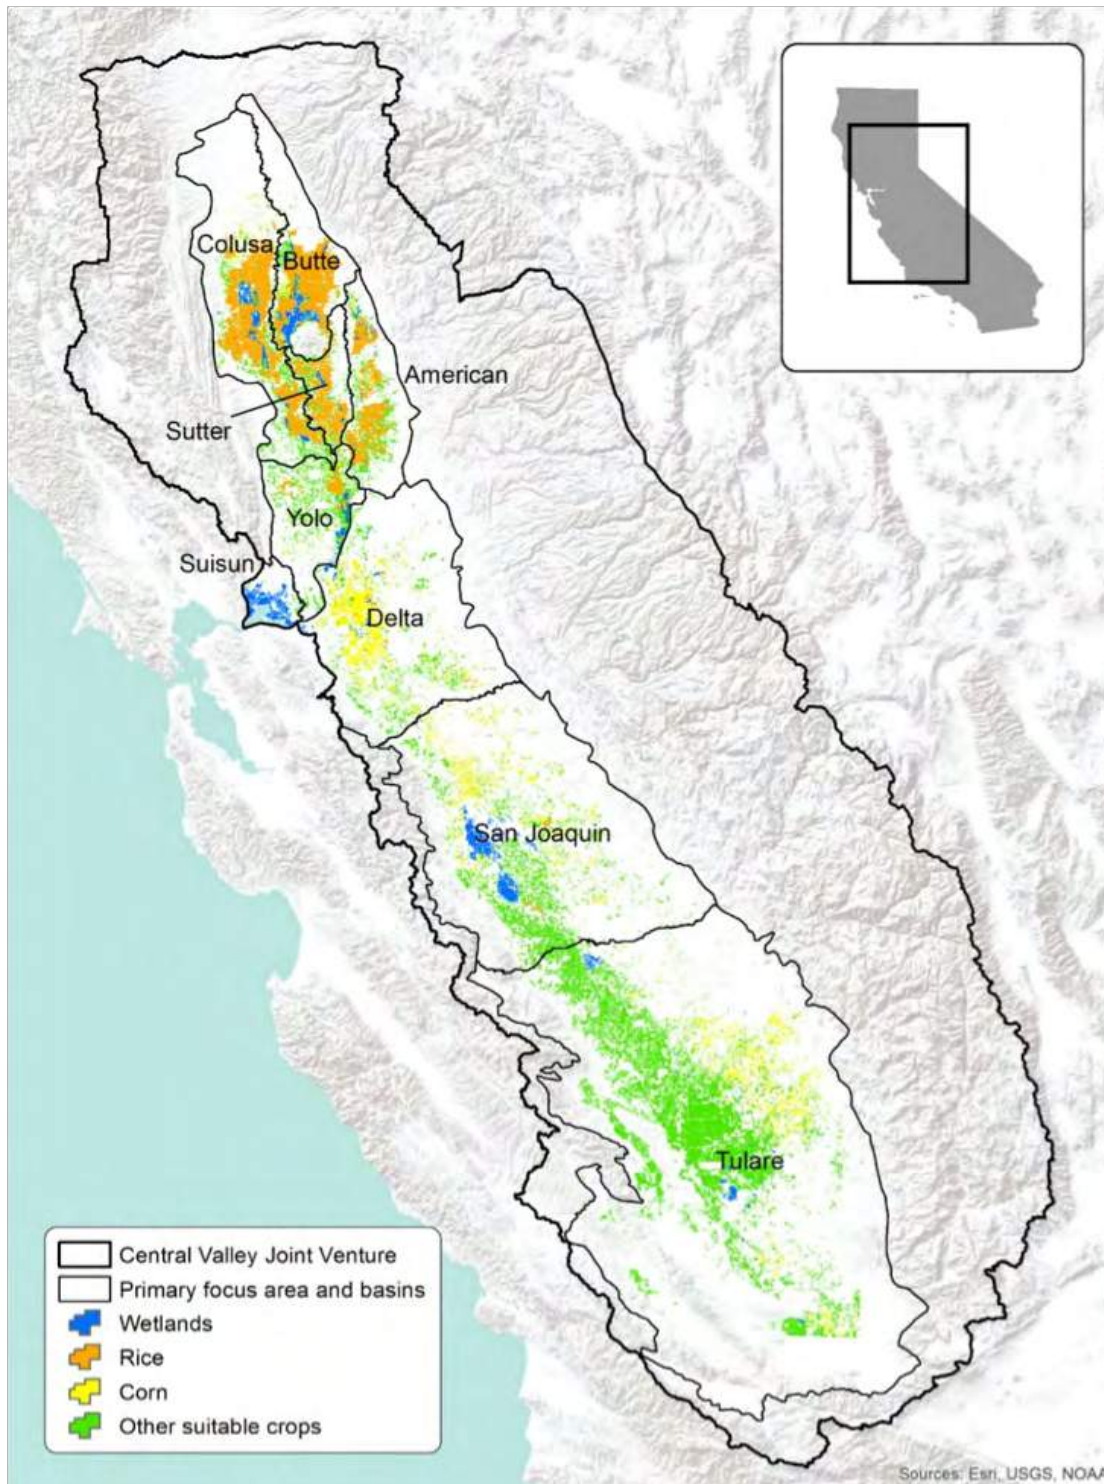 Colusa
Butte
American
Sutter
Yolo
Suisun
Delta
San Joaquin
Tulare
Central Valley Joint Venture
Primary focus area and basins
Wetlands
Rice
Corn
Other suitable crops
Sources: Esri, USGS, NOAA